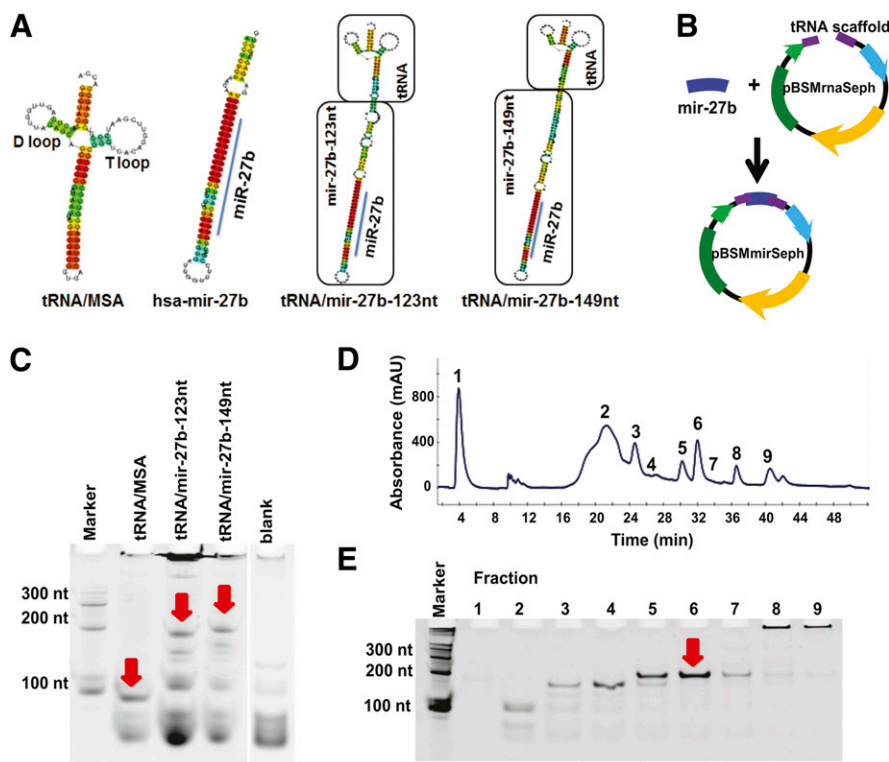 A
D loop
T loop
tRNA/MSA
miR-27b
hsa-mir-27b
tRNA
mir-27b-123nt
miR-27b
tRNA/mir-27b-123nt
tRNA
mir-27b-149nt
miR-27b
tRNA/mir-27b-149nt
B
tRNA scaffold
mir-27b
+
pBSMrnaSeph
pBSMmirSeph
C
Marker
tRNA/MSA
tRNA/mir-27b-123nt
tRNA/mir-27b-149nt
blank
300 nt
200 nt
100 nt
D
Absorbance (mAU)
800
400
0
1
2
3
4
5
6
7
8
9
4 8 12 16 20 24 28 32 36 40 44 48
Time (min)
E
Marker
Fraction
1 2 3 4 5 6 7 8 9
300 nt
200 nt
100 nt